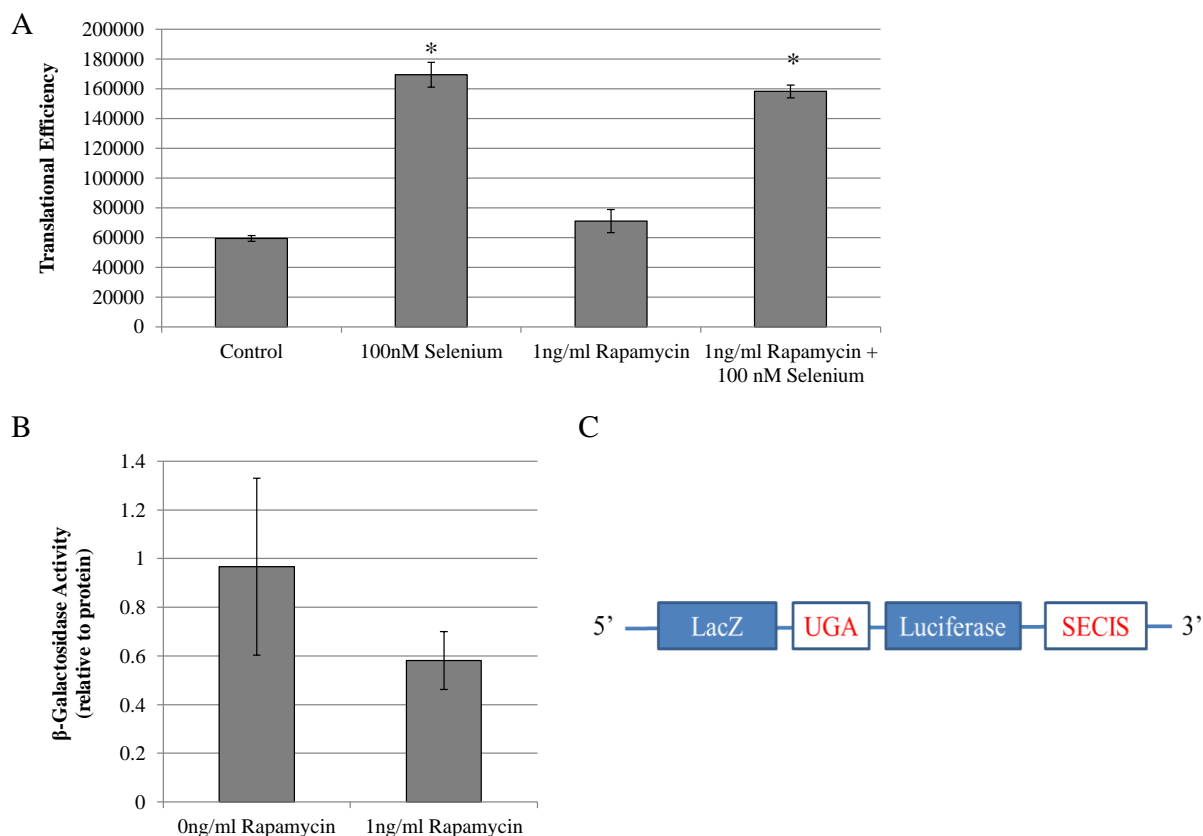 A
Translational Efficiency
200000
180000
160000
140000
120000
100000
80000
60000
40000
20000
0
*
*
Control
100nM Selenium
1ng/ml Rapamycin
1ng/ml Rapamycin +
100 nM Selenium
B
β-Galactosidase Activity
(relative to protein)
1.4
1.2
1
0.8
0.6
0.4
0.2
0
0ng/ml Rapamycin
1ng/ml Rapamycin
C
5’ LacZ UGA Luciferase SECIS 3’